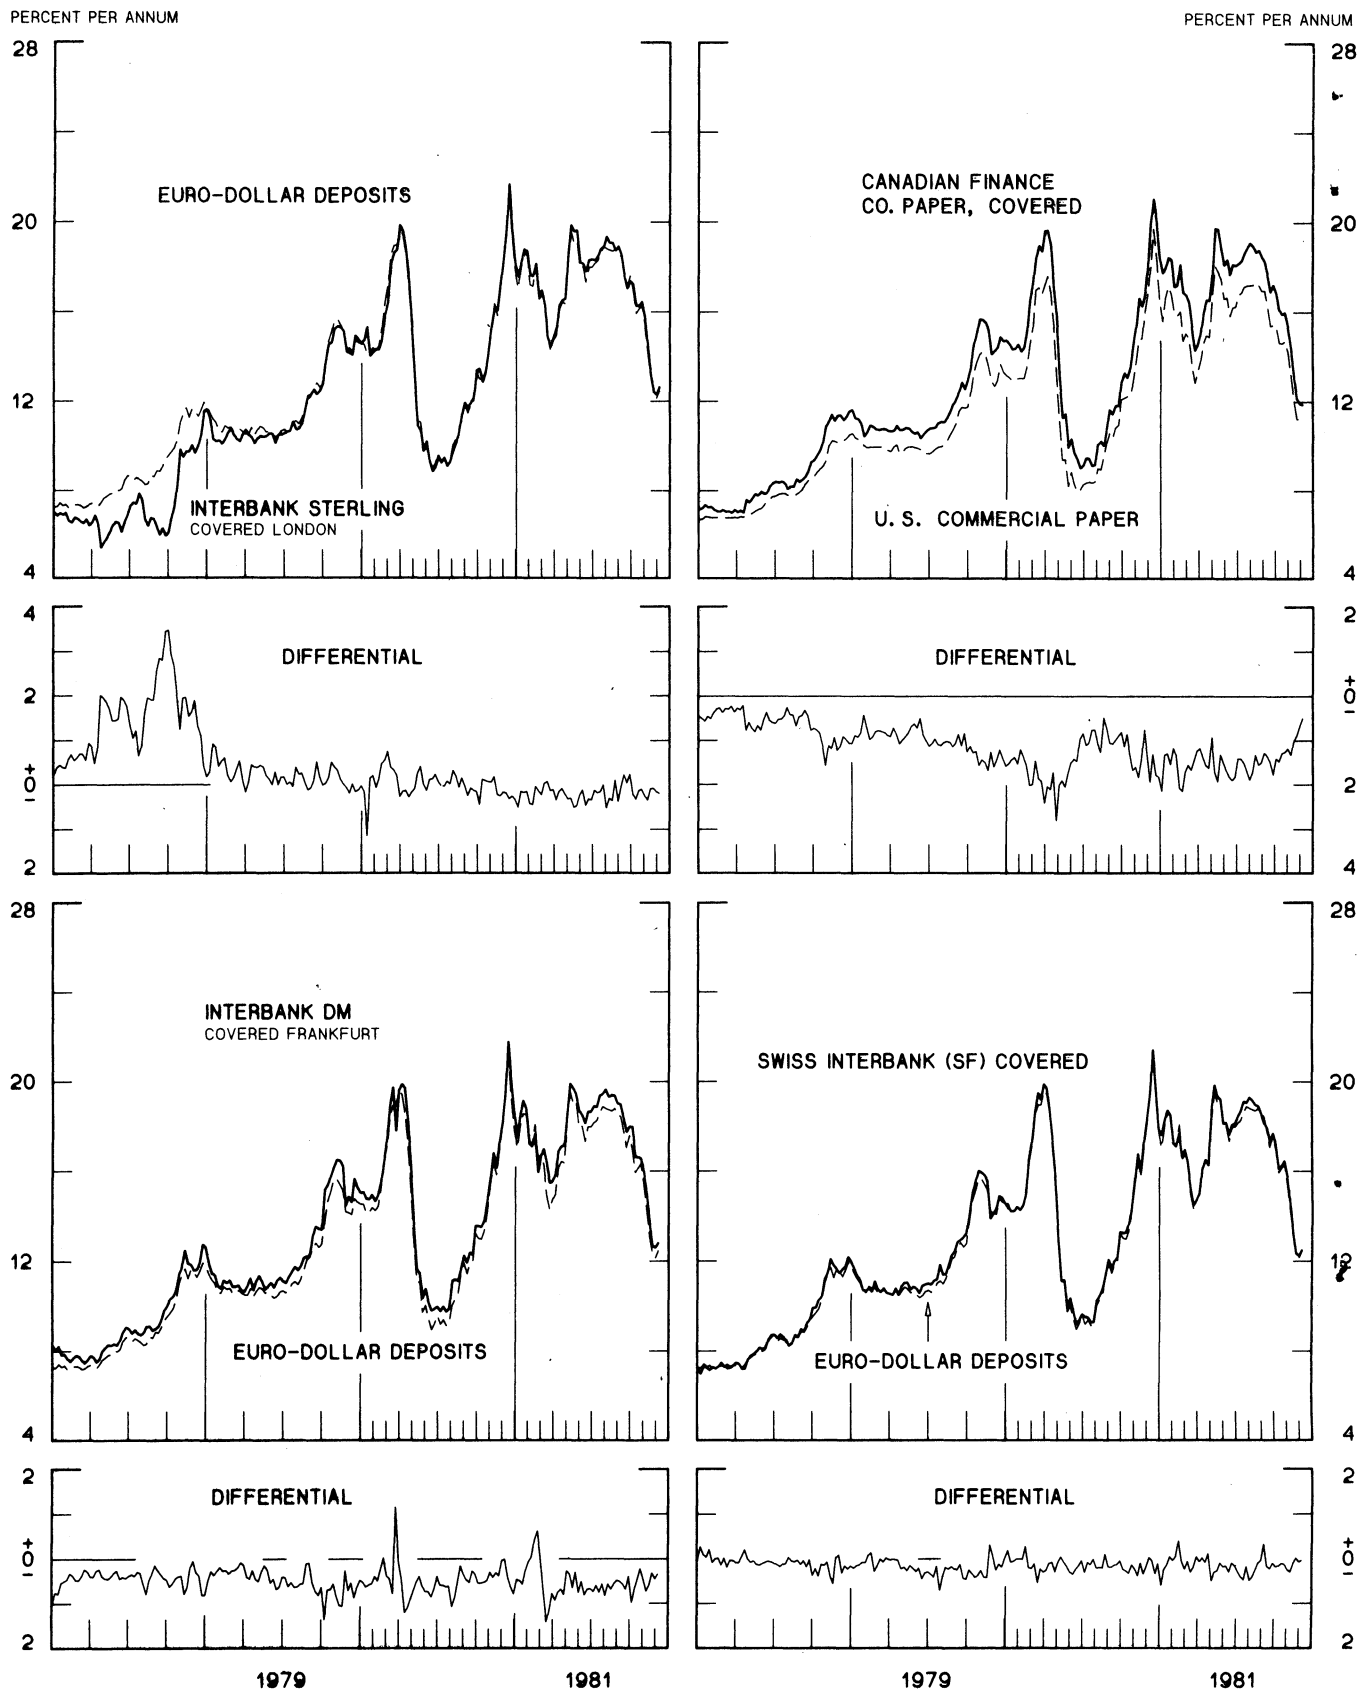 PERCENT PER ANNUM
PERCENT PER ANNUM
28
20
12
4
EURO-DOLLAR DEPOSITS
INTERBANK STERLING
COVERED LONDON
CANADIAN FINANCE
CO. PAPER, COVERED
U. S. COMMERCIAL PAPER
28
20
12
4
4
2
+
0
−
2
DIFFERENTIAL
DIFFERENTIAL
2
+
0
−
2
4
28
20
12
4
INTERBANK DM
COVERED FRANKFURT
EURO-DOLLAR DEPOSITS
SWISS INTERBANK (SF) COVERED
EURO-DOLLAR DEPOSITS
28
20
12
4
2
+
0
−
2
DIFFERENTIAL
DIFFERENTIAL
2
+
0
−
2
1979
1981
1979
1981